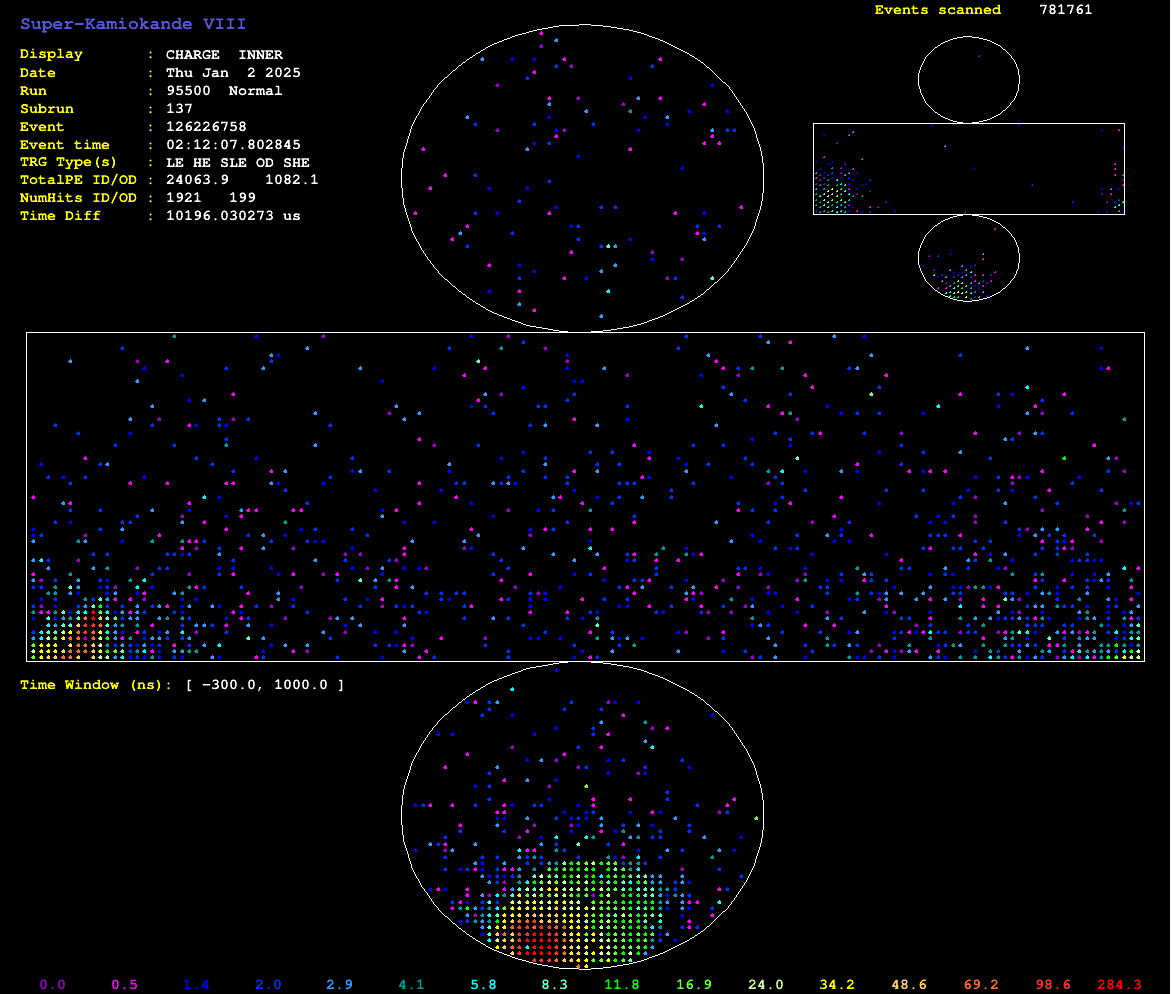 Super-Kamiokande VIII
Events scanned 781761
Display : CHARGE INNER
Date : Thu Jan 2 2025
Run : 95500 Normal
Subrun : 137
Event : 126226758
Event time : 02:12:07.802845
TRG Type(s) : LE HE SLE OD SHE
TotalPE ID/OD : 24063.9 1082.1
NumHits ID/OD : 1921 199
Time Diff : 10196.030273 us
Time Window (ns): [ −300.0, 1000.0 ]
0.0 0.5 1.4 2.0 2.9 4.1 5.8 8.3 11.8 16.9 24.0 34.2 48.6 69.2 98.6 284.3